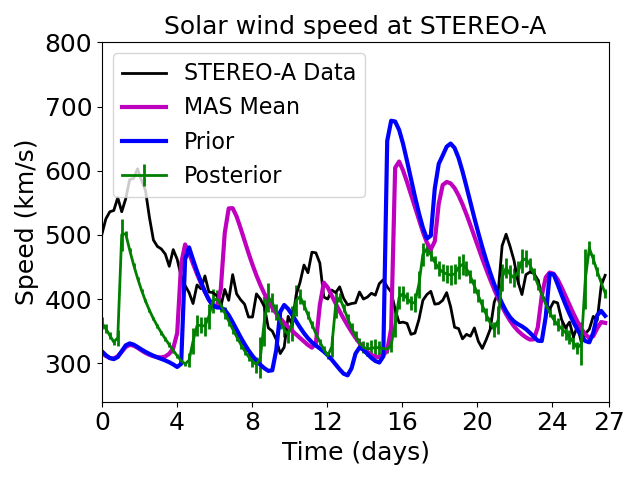 Solar wind speed at STEREO-A
800
700
600
500
400
300
Speed (km/s)
STEREO-A Data
MAS Mean
Prior
Posterior
0 4 8 12 16 20 24 27
Time (days)